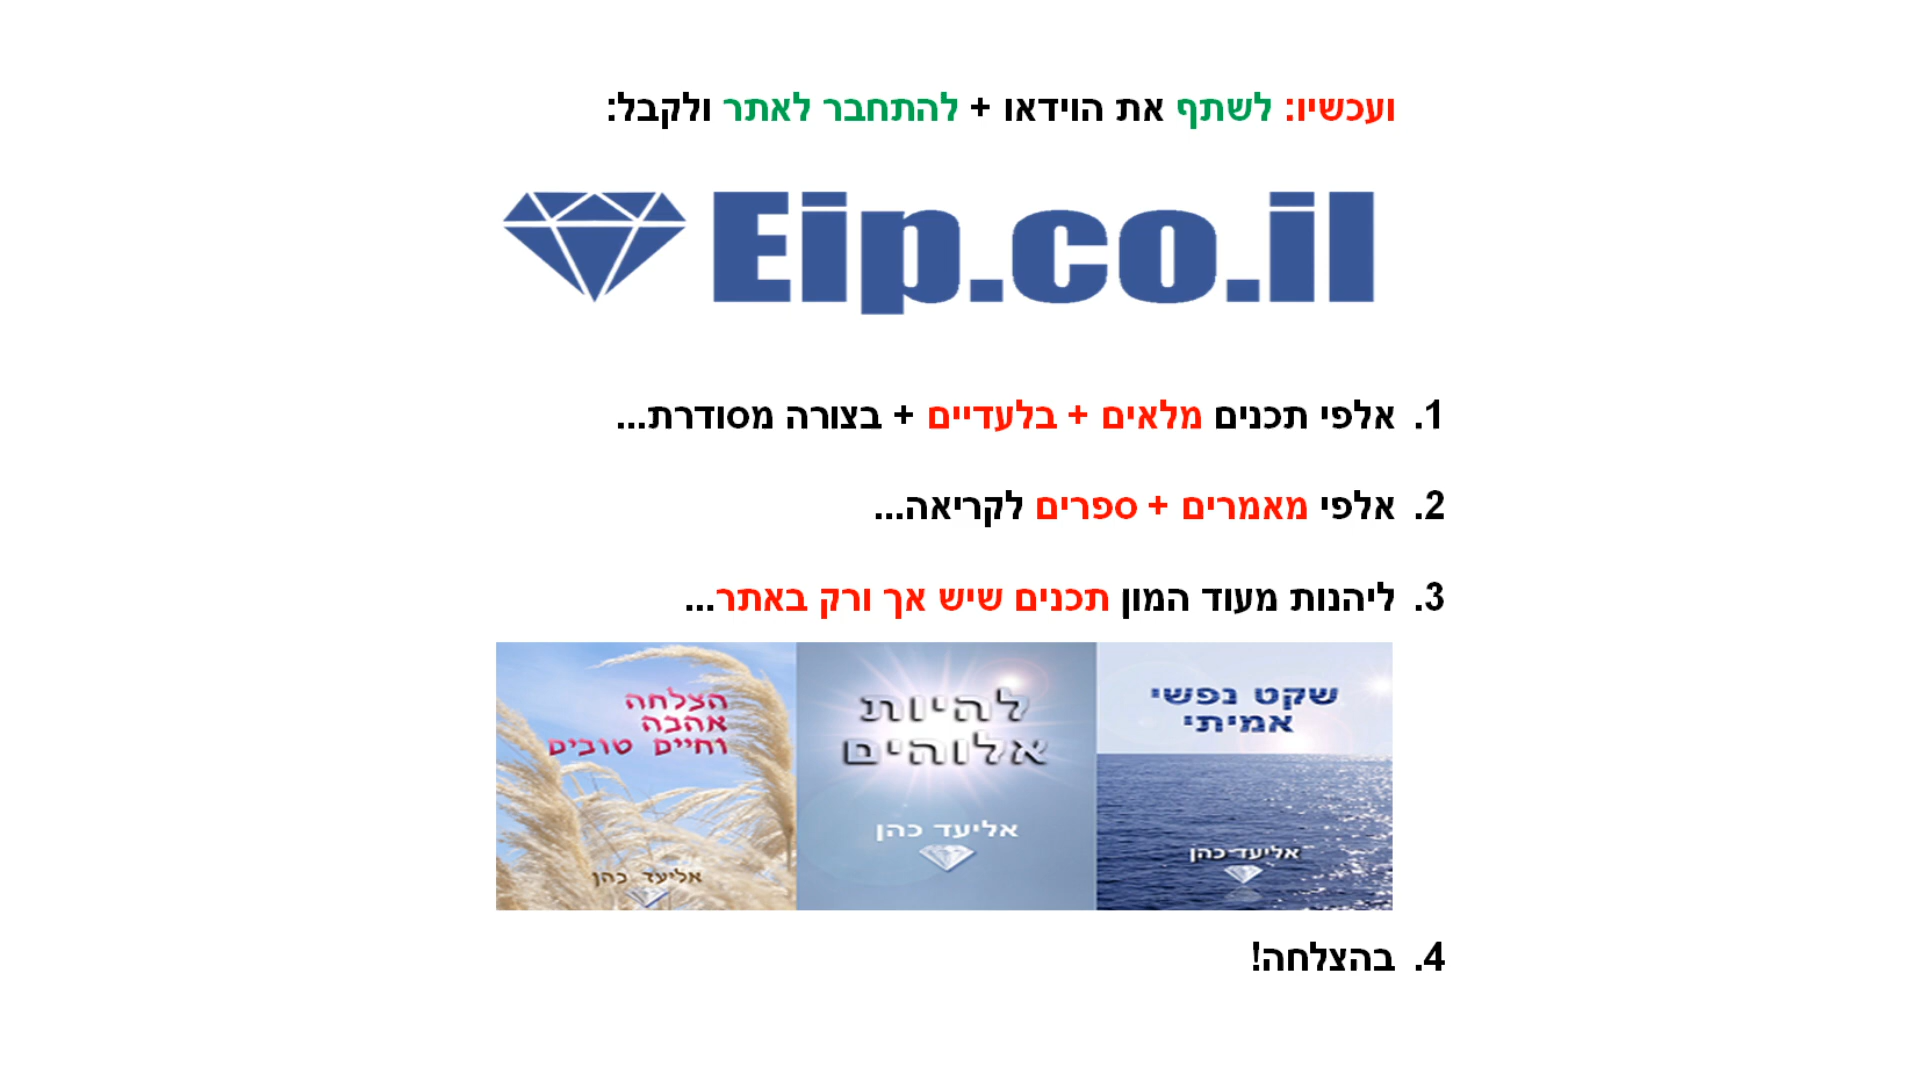 ועכשיו: לשתף את הוידאו + להתחבר לאתר ולקבל:
Eip.co.il
1. אלפי תכנים מלאים + בלעדיים + בצורה מסודרת...
2. אלפי מאמרים + ספרים לקריאה...
3. ליהנות מעוד המון תכנים שיש אך ורק באתר...
שקט נפשי
אמיתי
אליעד כהן
להיות
אלוהים
אליעד כהן
הצלחה
אהבה
וחיים טובים
אליעד כהן
4. בהצלחה!